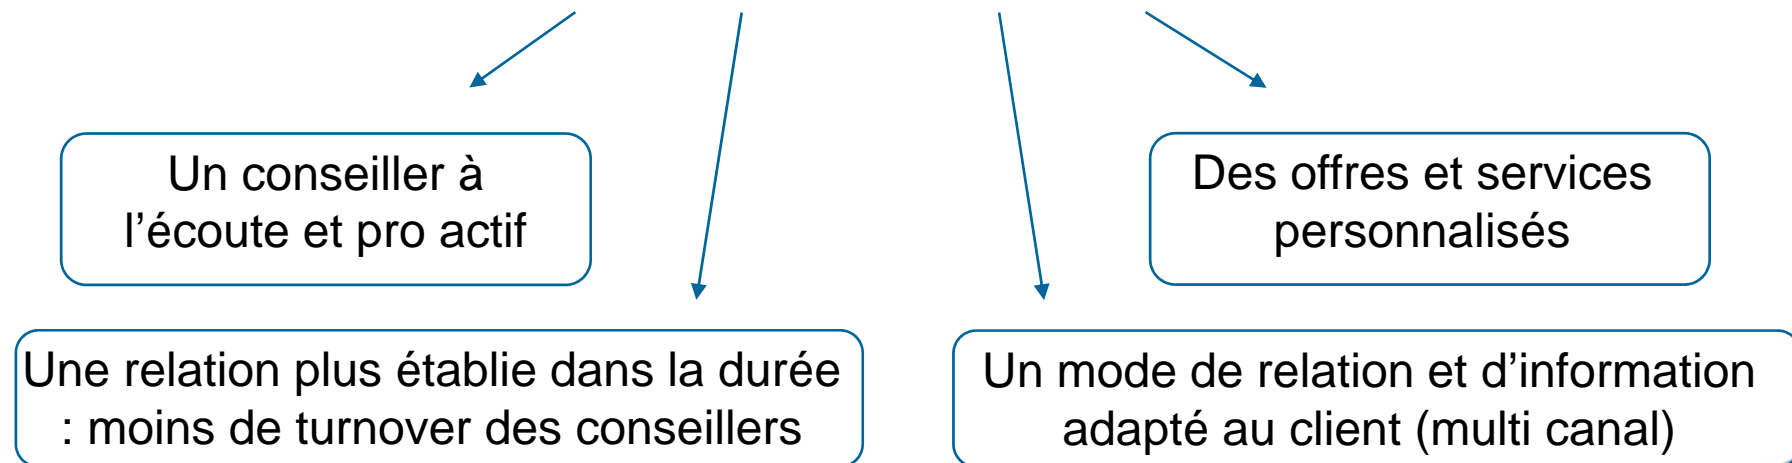 Un conseiller à
l’écoute et pro actif
Des offres et services
personnalisés
Une relation plus établie dans la durée
: moins de turnover des conseillers
Un mode de relation et d’information
adapté au client (multi canal)